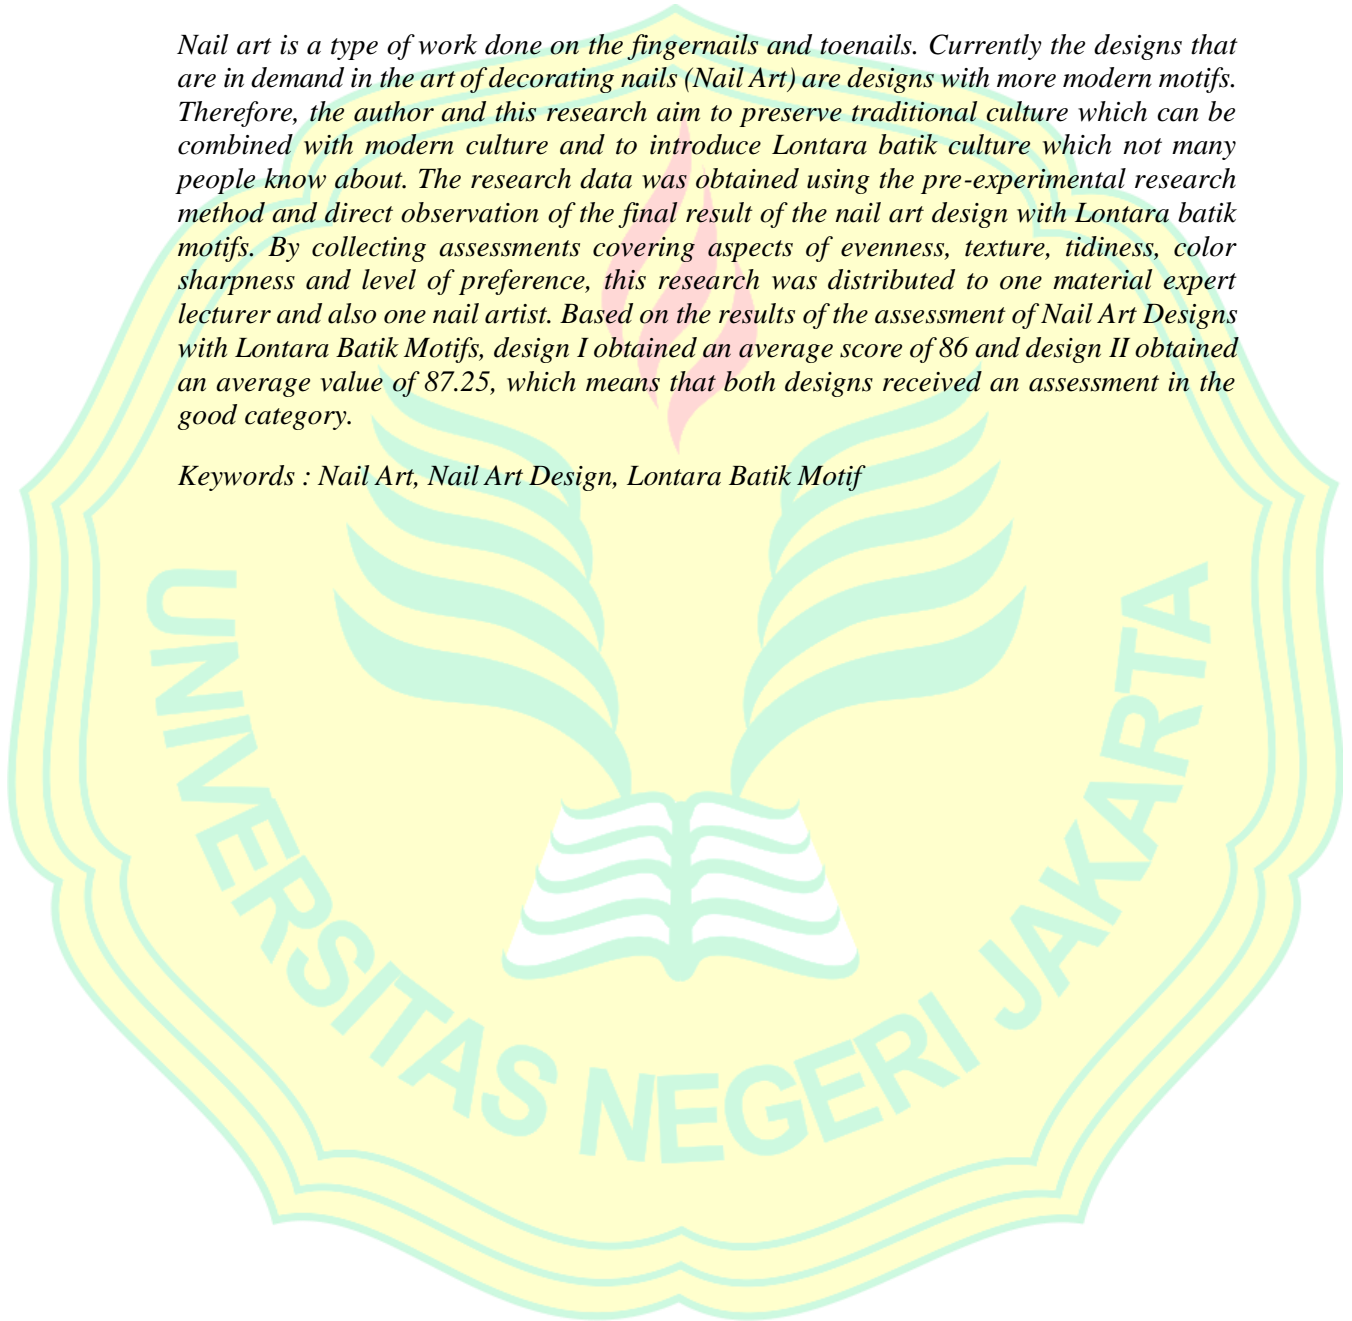 Nail art is a type of work done on the fingernails and toenails. Currently the designs that
are in demand in the art of decorating nails (Nail Art) are designs with more modern motifs.
Therefore, the author and this research aim to preserve traditional culture which can be
combined with modern culture and to introduce Lontara batik culture which not many
people know about. The research data was obtained using the pre-experimental research
method and direct observation of the final result of the nail art design with Lontara batik
motifs. By collecting assessments covering aspects of evenness, texture, tidiness, color
sharpness and level of preference, this research was distributed to one material expert
lecturer and also one nail artist. Based on the results of the assessment of Nail Art Designs
with Lontara Batik Motifs, design I obtained an average score of 86 and design II obtained
an average value of 87.25, which means that both designs received an assessment in the
good category.
Keywords : Nail Art, Nail Art Design, Lontara Batik Motif
UNIVERSITAS NEGERI JAKARTA